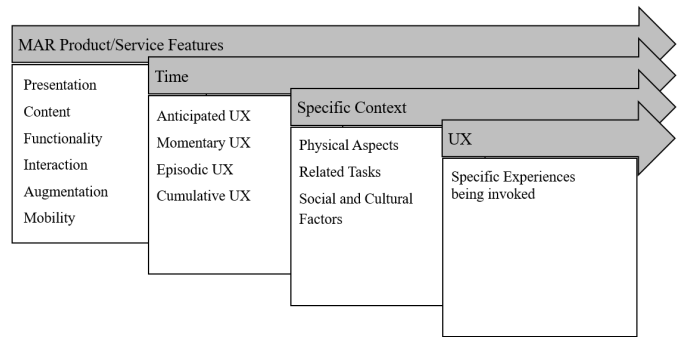 MAR Product/Service Features
Presentation
Content
Functionality
Interaction
Augmentation
Mobility
Time
Anticipated UX
Momentary UX
Episodic UX
Cumulative UX
Specific Context
Physical Aspects
Related Tasks
Social and Cultural
Factors
UX
Specific Experiences
being invoked